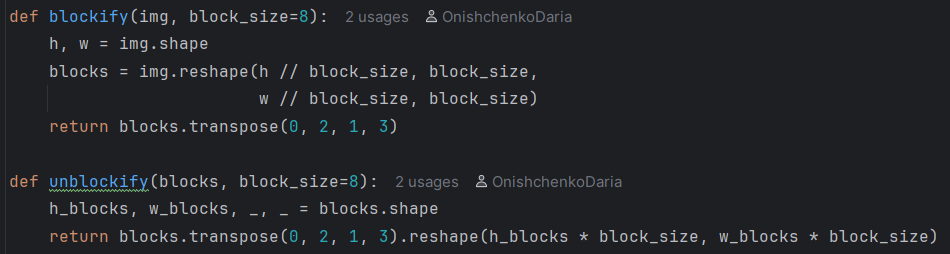 def blockify(img, block_size=8): 2 usages OnishchenkoDaria
    h, w = img.shape
    blocks = img.reshape(h // block_size, block_size,
                         w // block_size, block_size)
    return blocks.transpose(0, 2, 1, 3)
def unblockify(blocks, block_size=8): 2 usages OnishchenkoDaria
    h_blocks, w_blocks, _, _ = blocks.shape
    return blocks.transpose(0, 2, 1, 3).reshape(h_blocks * block_size, w_blocks * block_size)